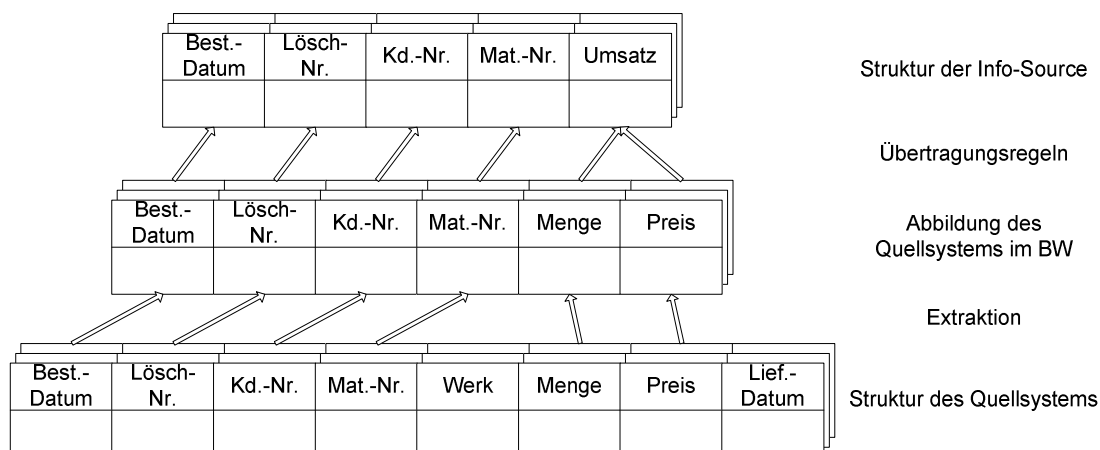 Best.-
Datum
Lösch-
Nr.
Kd.-Nr.
Mat.-Nr.
Umsatz
Struktur der Info-Source
Übertragungsregeln
Best.-
Datum
Lösch-
Nr.
Kd.-Nr.
Mat.-Nr.
Menge
Preis
Abbildung des
Quellsystems im BW
Extraktion
Best.-
Datum
Lösch-
Nr.
Kd.-Nr.
Mat.-Nr.
Werk
Menge
Preis
Lief.-
Datum
Struktur des Quellsystems